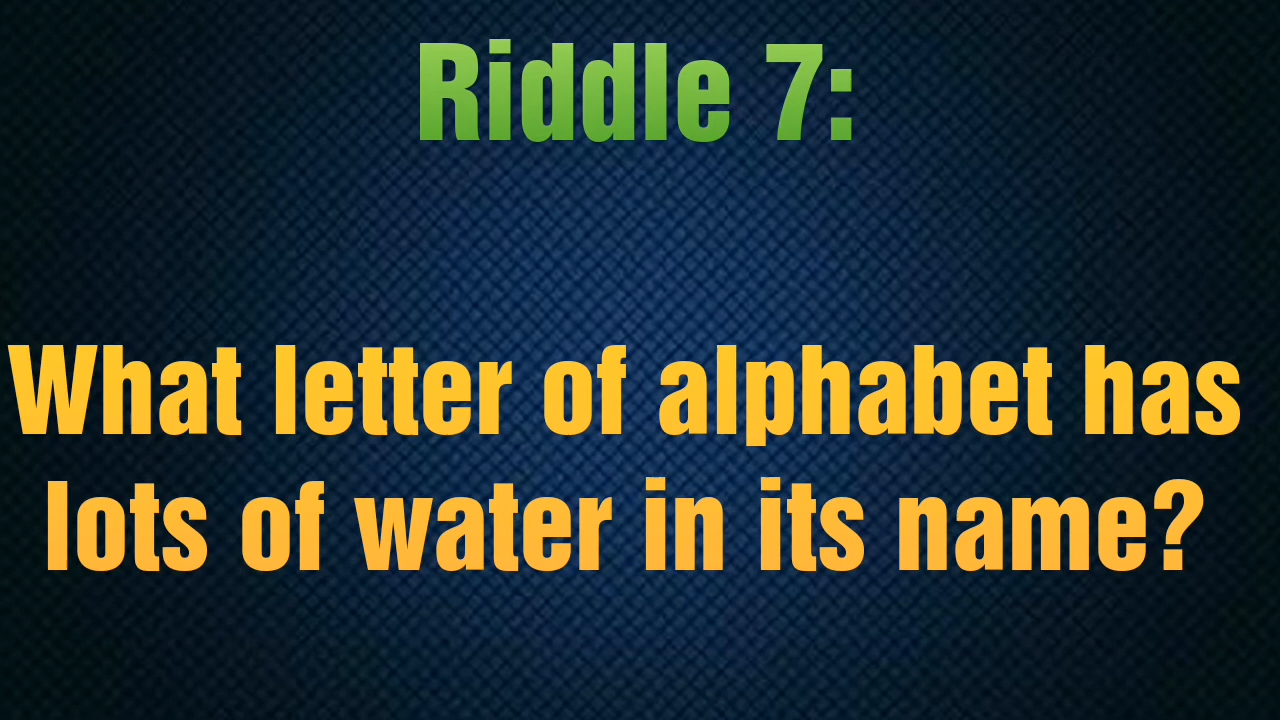 Riddle 7:
What letter of alphabet has
lots of water in its name?